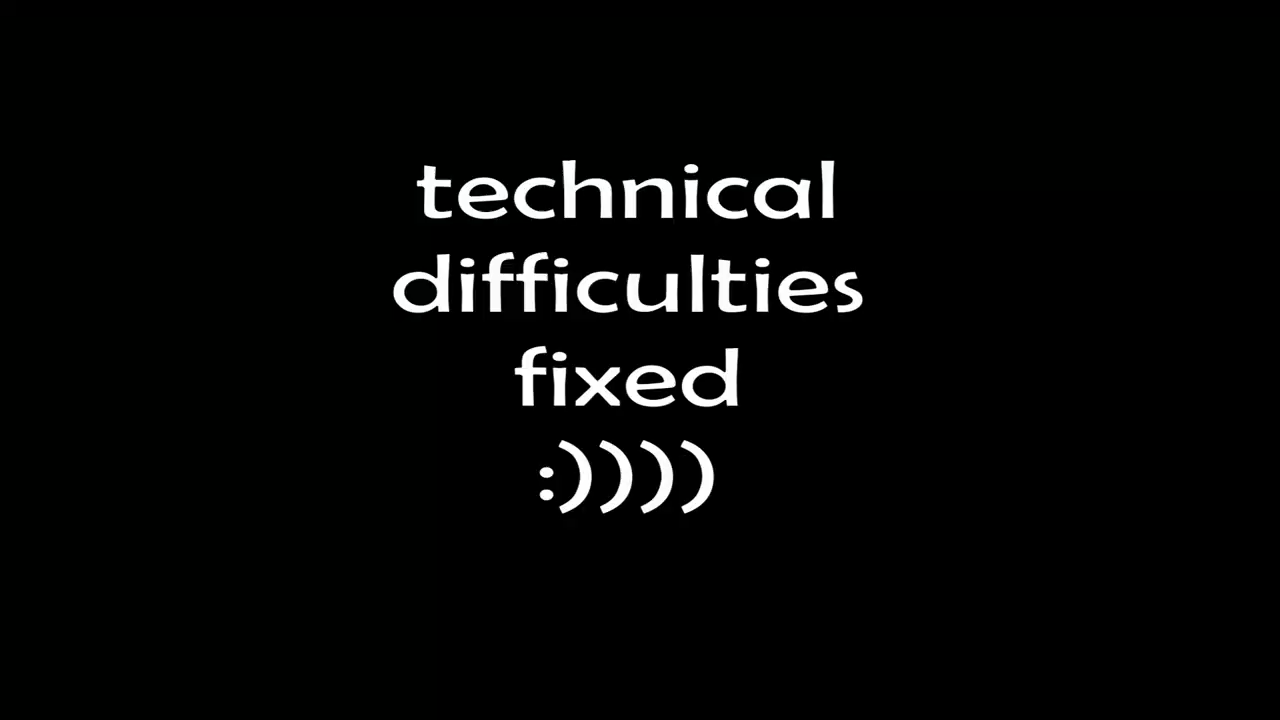 technical
difficulties
fixed
:))))